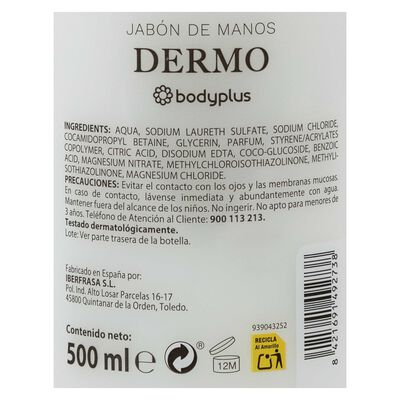 JABÓN DE MANOS
DERMO
bodyplus
INGREDIENTS: AQUA, SODIUM LAURETH SULFATE, SODIUM CHLORIDE,
COCAMIDOPROPYL BETAINE, GLYCERIN, PARFUM, STYRENE/ACRYLATES
COPOLYMER, CITRIC ACID, DISODIUM EDTA, COCO-GLUCOSIDE, BENZOIC
ACID, MAGNESIUM NITRATE, METHYLCHLOROISOTHIAZOLINONE, METHYLI-
SOTHIAZOLINONE, MAGNESIUM CHLORIDE.
PRECAUCIONES: Evitar el contacto con los ojos y las membranas mucosas.
En caso de contacto, lávense inmediata y abundantemente con agua.
Mantener fuera del alcance de los niños. No ingerir. No apto para menores de
3 años. Teléfono de Atención al Cliente: 900 113 213.
Testado dermatológicamente.
Lote: Ver parte trasera de la botella.
Fabricado en España por:
IBERFRASA S.L.
Pol. Ind. Alto Losar Parcelas 16-17
45800 Quintanar de la Orden, Toledo.
Contenido neto:
500 ml e
12M
939043252
RECICLA
Al Amarillo
8 421691 492738